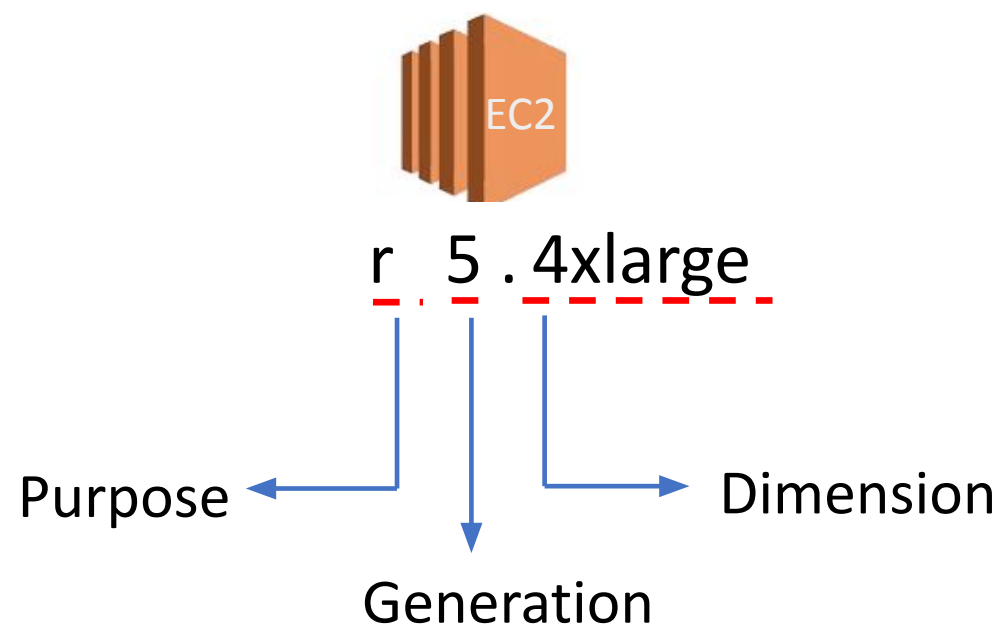 EC2
r 5 . 4xlarge
Purpose
Dimension
Generation